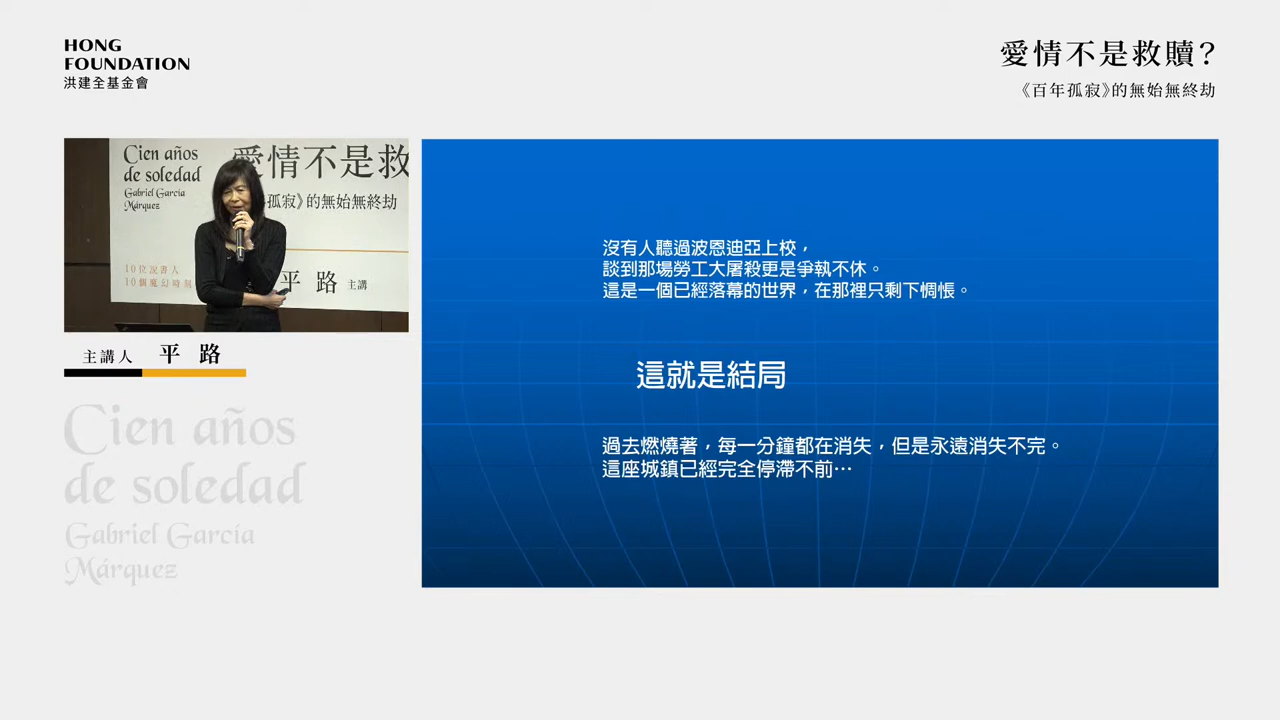 HONG
FOUNDATION
洪建全基金會
愛情不是救贖？
《百年孤寂》的無始無終劫
Cien años
de soledad
Gabriel García
Márquez
愛情不是救
孤寂》的無始無終劫
10位說書人
10個魔幻時刻
平路 主講
主講人 平路
Cien años
de soledad
Gabriel García
Márquez
沒有人聽過波恩迪亞上校，
談到那場勞工大屠殺更是爭執不休。
這是一個已經落幕的世界，在那裡只剩下惆悵。
這就是結局
過去燃燒著，每一分鐘都在消失，但是永遠消失不完。
這座城鎮已經完全停滯不前…